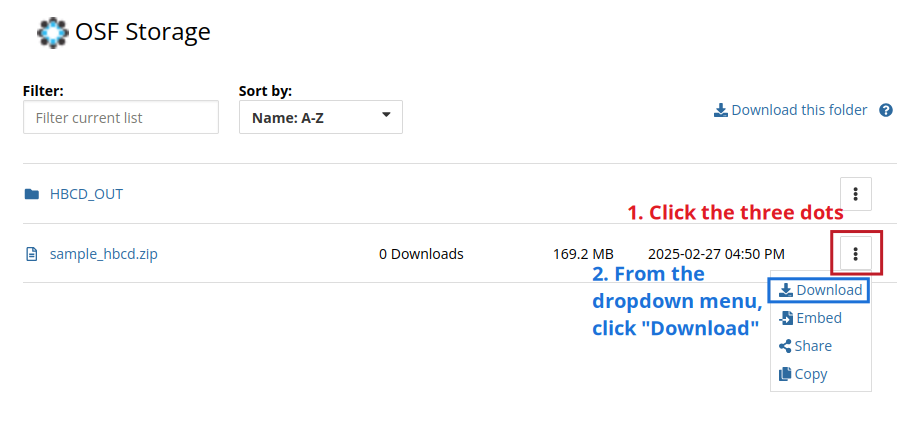 OSF Storage
Filter:
Sort by:
Filter current list
Name: A-Z
Download this folder
HBCD_OUT
1. Click the three dots
sample_hbcd.zip 0 Downloads 169.2 MB 2025-02-27 04:50 PM
2. From the
dropdown menu,
click "Download"
Download
Embed
Share
Copy